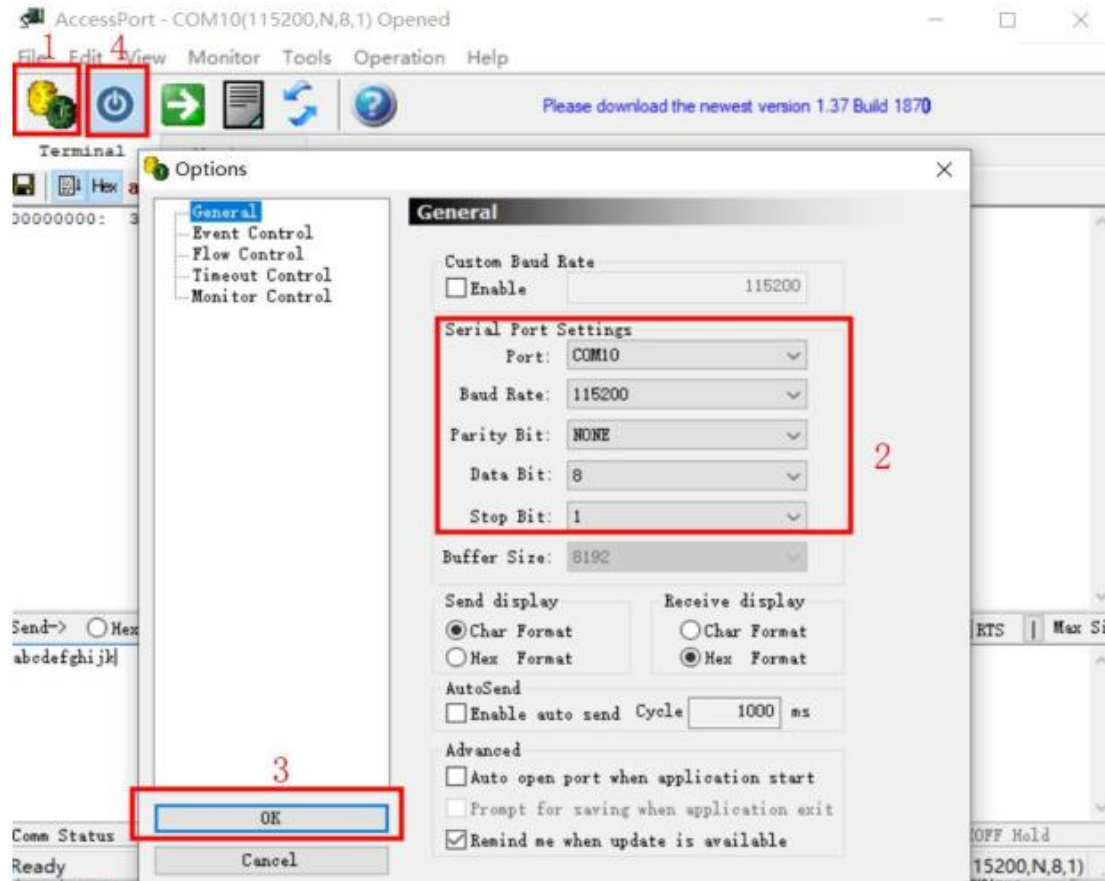 AccessPort - COM10(115200,N,8,1) Opened
1 4
File Edit View Monitor Tools Operation Help
Please download the newest version 1.37 Build 1870
Terminal
Hex a
00000000: 3
Options
General
Event Control
Flow Control
Timeout Control
Monitor Control
General
Custom Baud Rate
Enable 115200
Serial Port Settings
Port: COM10
Baud Rate: 115200
Parity Bit: NONE
2
Data Bit: 8
Stop Bit: 1
Buffer Size: 8192
Send display
Char Format
Hex Format
Receive display
Char Format
Hex Format
AutoSend
Enable auto send Cycle 1000 ms
Advanced
Auto open port when application start
Prompt for saving when application exit
Remind me when update is available
3
OK
Cancel
Send-> Hex
RTS Max Si
abcdefghijk
Comm Status
OFF Hold
Ready
15200,N,8,1)